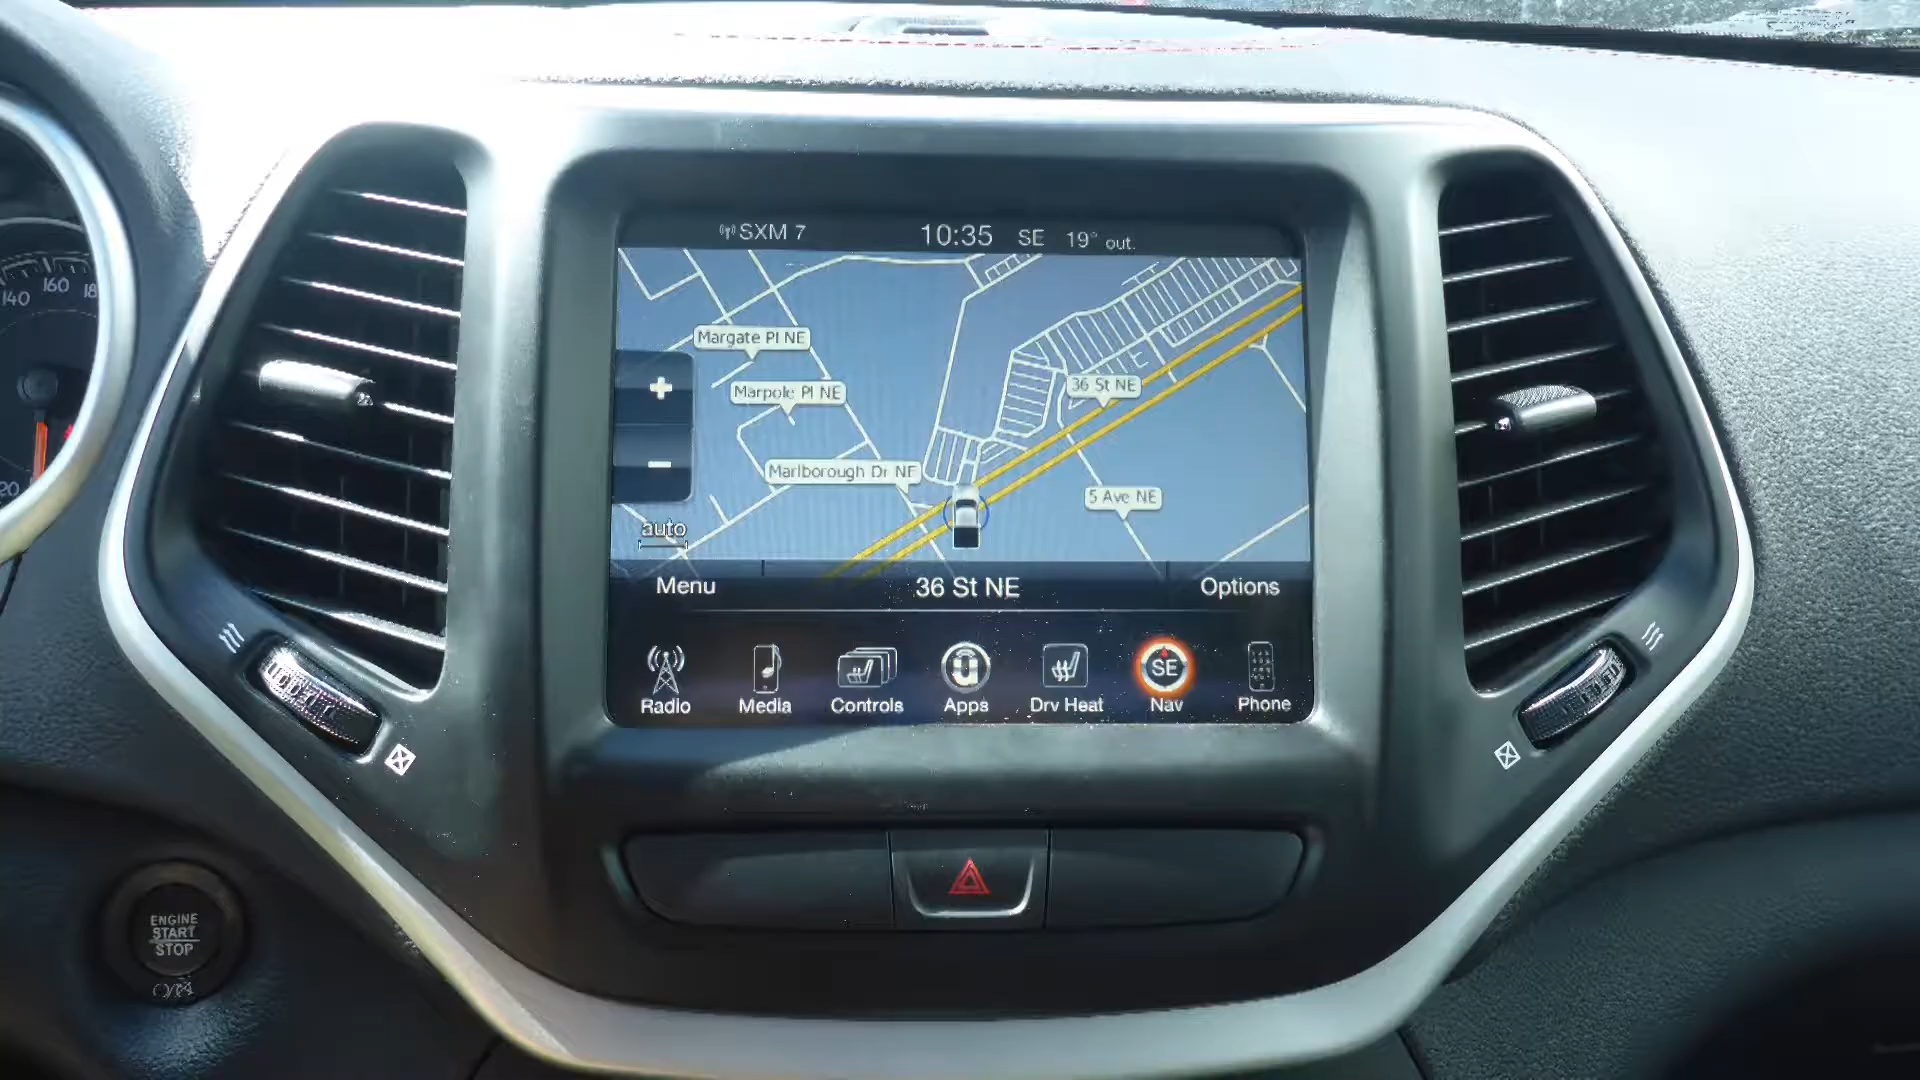 SXM 7 10:35 SE 19° out.
Margate Pl NE
Marpole Pl NE
36 St NE
Marlborough Dr NE
5 Ave NE
auto
Menu 36 St NE Options
SE
Radio Media Controls Apps Drv Heat Nav Phone
140 160
ENGINE
START
STOP